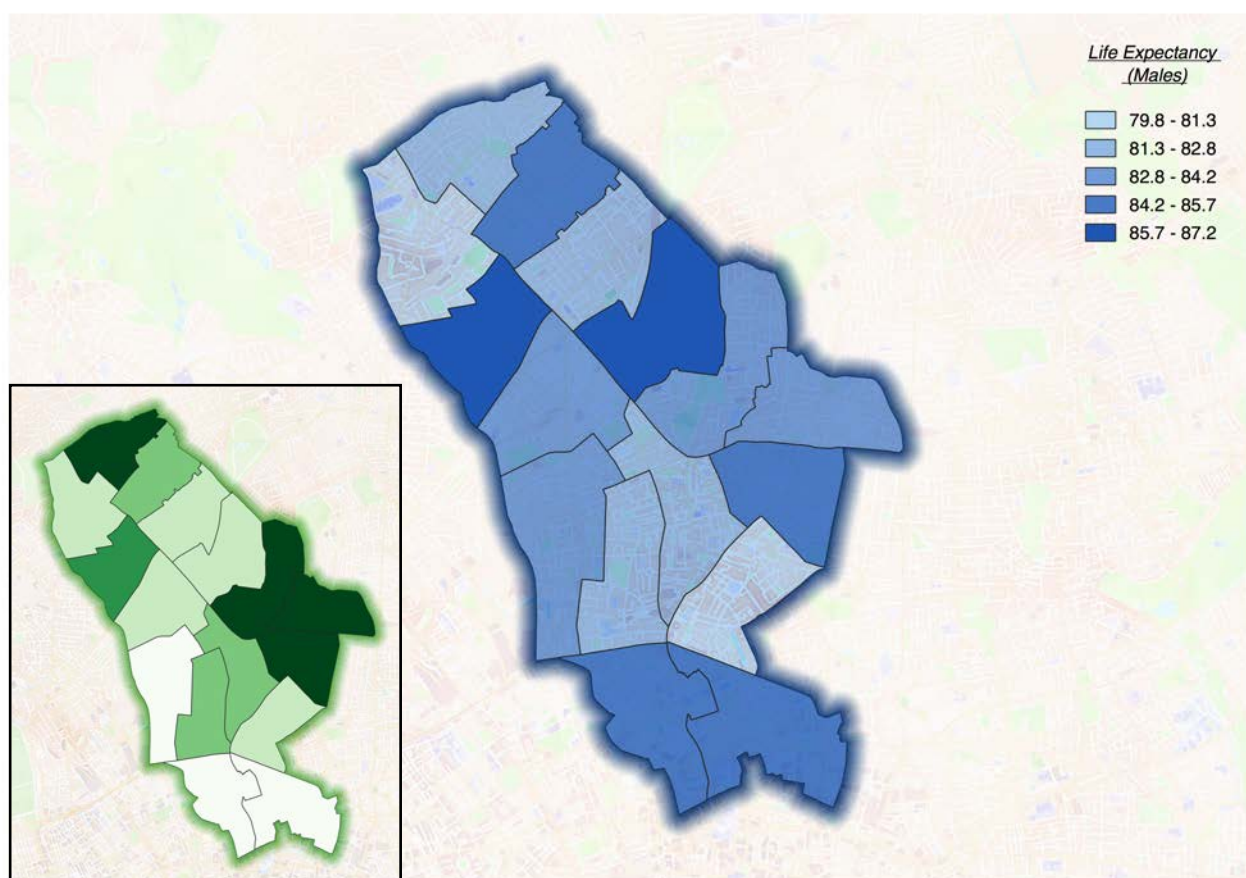 Life Expectancy
(Males)
79.8 - 81.3
81.3 - 82.8
82.8 - 84.2
84.2 - 85.7
85.7 - 87.2